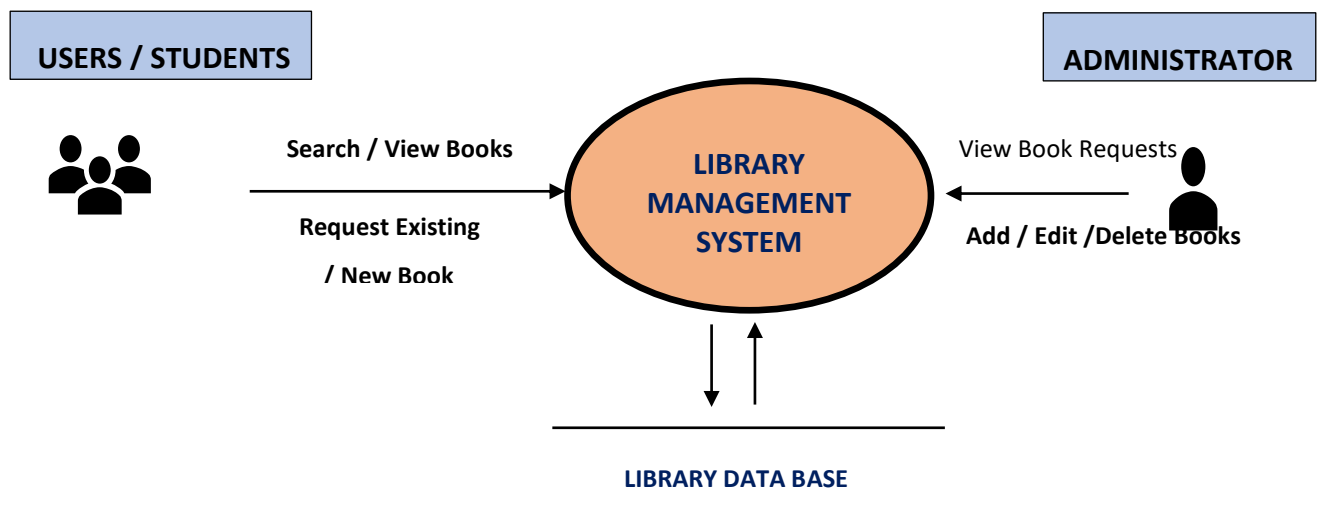 USERS / STUDENTS
ADMINISTRATOR
Search / View Books
Request Existing
/ New Book
LIBRARY
MANAGEMENT
SYSTEM
View Book Requests
Add / Edit /Delete Books
LIBRARY DATA BASE